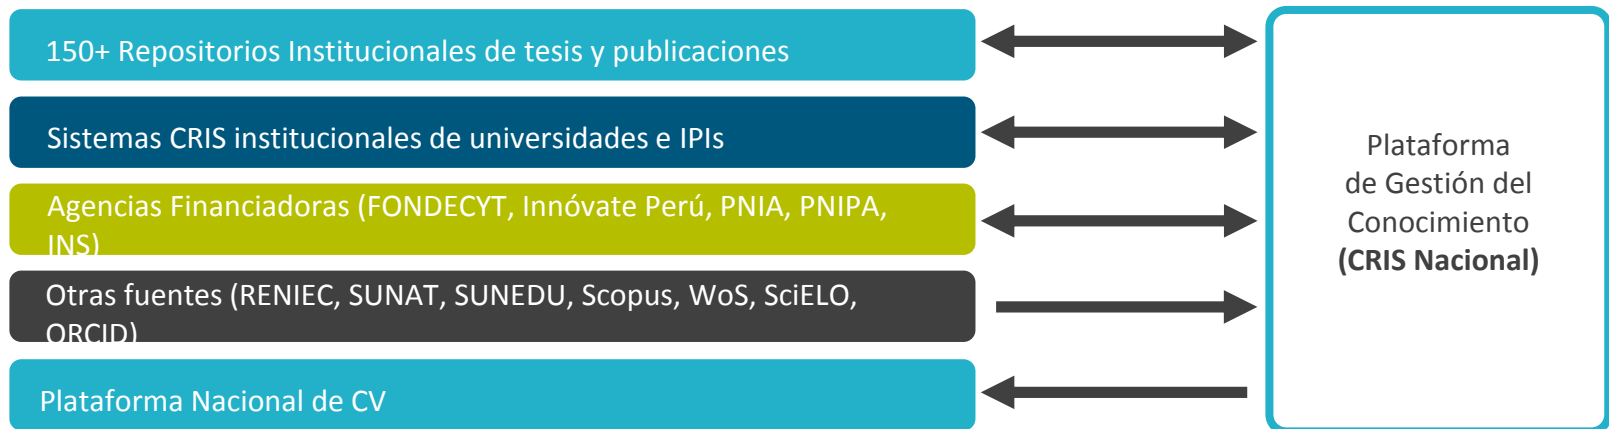 150+ Repositorios Institucionales de tesis y publicaciones
Sistemas CRIS institucionales de universidades e IPIs
Agencias Financiadoras (FONDECYT, Innóvate Perú, PNIA, PNIPA,
INS)
Otras fuentes (RENIEC, SUNAT, SUNEDU, Scopus, WoS, SciELO,
ORCID)
Plataforma Nacional de CV
Plataforma
de Gestión del
Conocimiento
(CRIS Nacional)